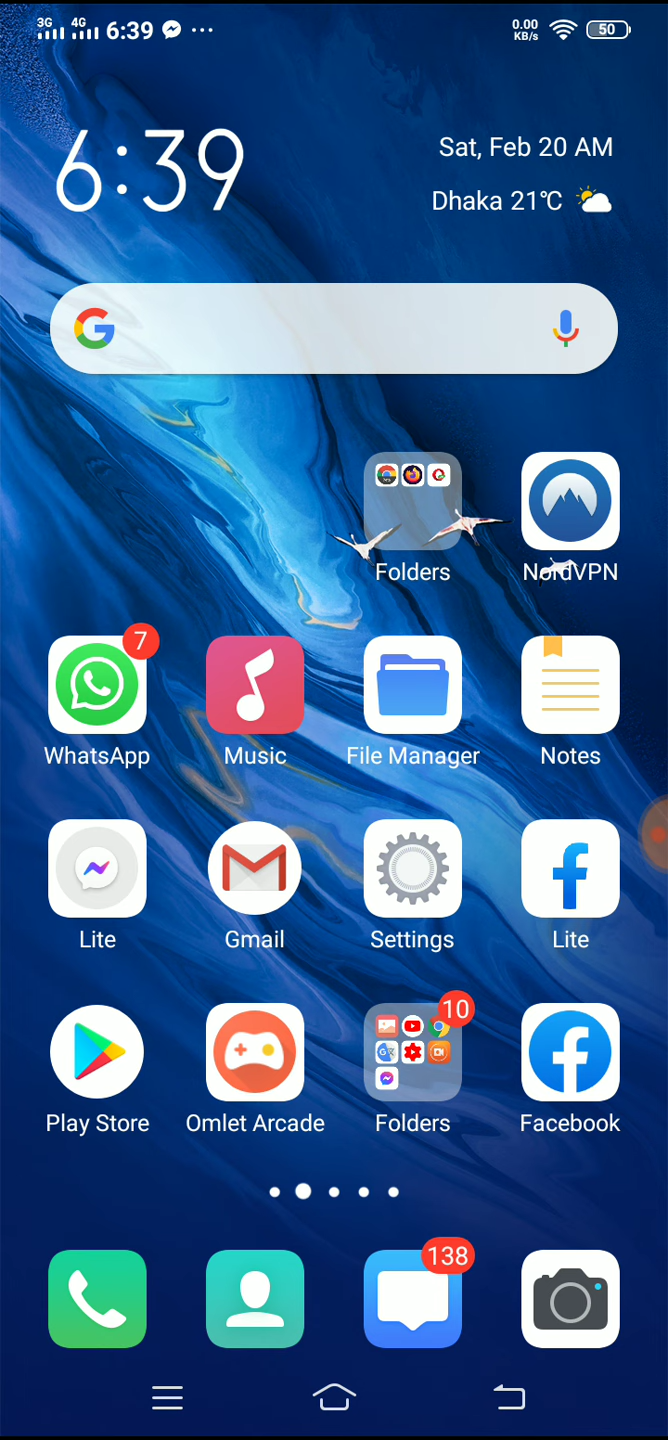 3G 4G 6:39 ... 0.00 KB/s 50
6:39
Sat, Feb 20 AM
Dhaka 21℃
Folders NordVPN
7
WhatsApp Music File Manager Notes
Lite Gmail Settings Lite
10
Play Store Omlet Arcade Folders Facebook
138